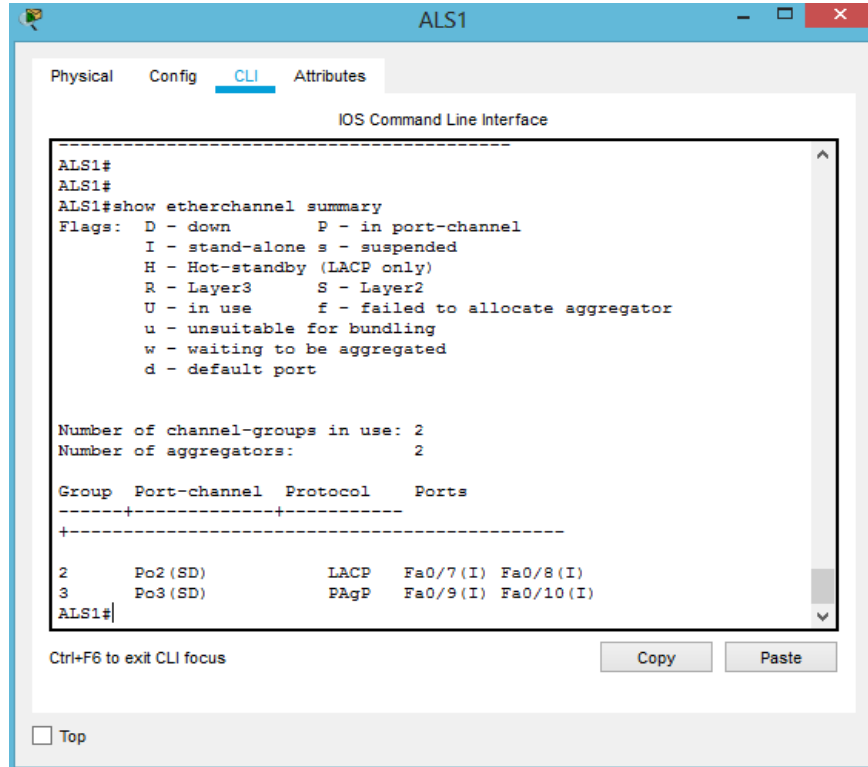 ALS1
Physical Config CLI Attributes
IOS Command Line Interface
------------------------------------------
ALS1#
ALS1#
ALS1#show etherchannel summary
Flags:  D - down        P - in port-channel
        I - stand-alone s - suspended
        H - Hot-standby (LACP only)
        R - Layer3      S - Layer2
        U - in use      f - failed to allocate aggregator
        u - unsuitable for bundling
        w - waiting to be aggregated
        d - default port
Number of channel-groups in use: 2
Number of aggregators:           2
Group  Port-channel  Protocol    Ports
------+-------------+-----------
+----------------------------------------------
2      Po2(SD)           LACP   Fa0/7(I) Fa0/8(I)
3      Po3(SD)           PAgP   Fa0/9(I) Fa0/10(I)
ALS1#
Ctrl+F6 to exit CLI focus Copy Paste
Top